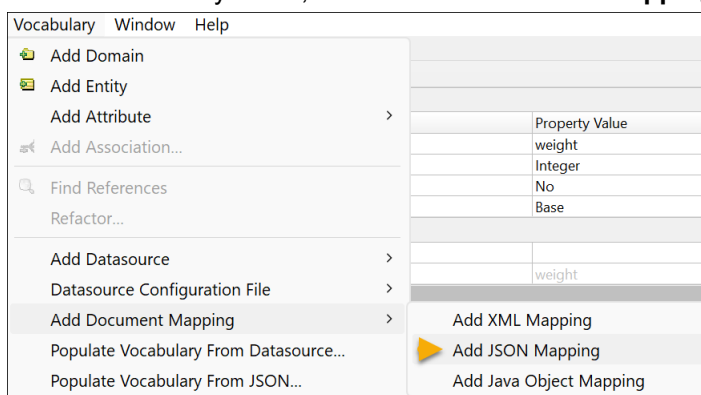 Vocabulary Window Help
Add Domain
Add Entity
Add Attribute
Property Value
weight
Add Association...
Integer
Find References
No
Base
Refactor...
Add Datasource
weight
Datasource Configuration File
Add Document Mapping
Add XML Mapping
Populate Vocabulary From Datasource...
Add JSON Mapping
Populate Vocabulary From JSON...
Add Java Object Mapping